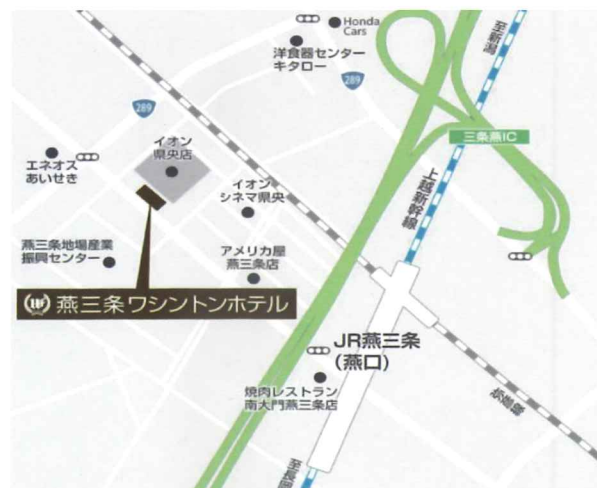 Honda
Cars
洋食器センター
キタロー
289
至新潟
289
三条燕IC
イオン
県央店
エネオス
あいせき
上越新幹線
イオン
シネマ県央
燕三条地場産業
振興センター
アメリカ屋
燕三条店
燕三条ワシントンホテル
JR燕三条
(燕口)
焼肉レストラン
南大門燕三条店
弥彦線
至長岡